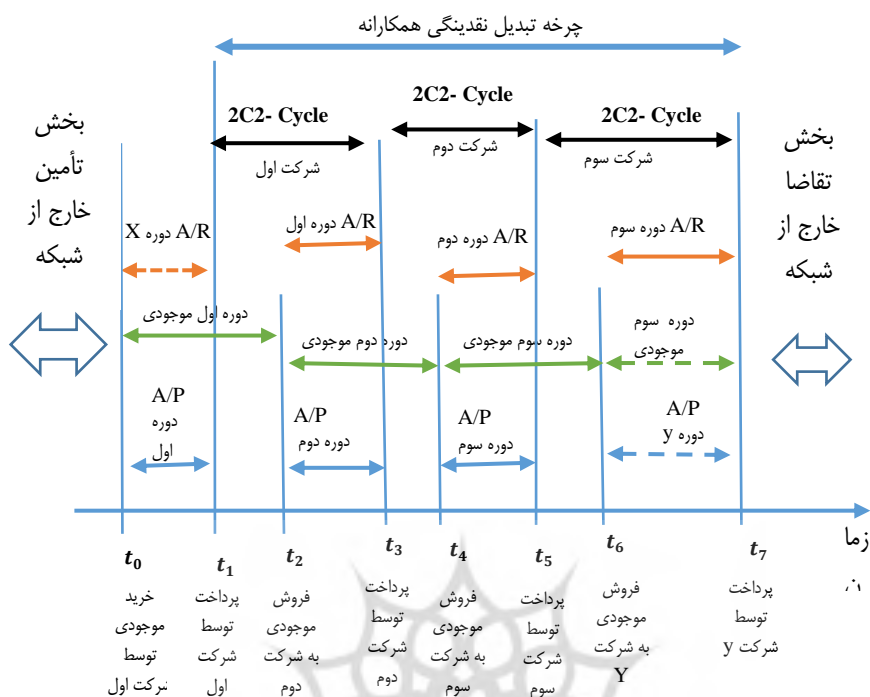 چرخه تبدیل نقدینگی همکارانه
2C2- Cycle
شرکت اول
2C2- Cycle
شرکت دوم
2C2- Cycle
شرکت سوم
بخش
تأمین
خارج از
شبکه
بخش
تقاضا
خارج از
شبکه
A/R دوره X
A/R دوره اول
A/R دوره دوم
A/R دوره سوم
دوره اول موجودی
دوره دوم موجودی
دوره سوم موجودی
دوره سوم
موجودی
A/P
دوره
اول
A/P
دوره دوم
A/P
دوره سوم
A/P
دوره y
زما
ن
t0
خرید
موجودی
توسط
شرکت اول
t1
پرداخت
توسط
شرکت
اول
t2
فروش
موجودی
به شرکت
دوم
t3
پرداخت
توسط
شرکت
دوم
t4
فروش
موجودی
به شرکت
سوم
t5
پرداخت
توسط
شرکت
سوم
t6
فروش
موجودی
به شرکت
Y
t7
پرداخت
توسط
شرکت y